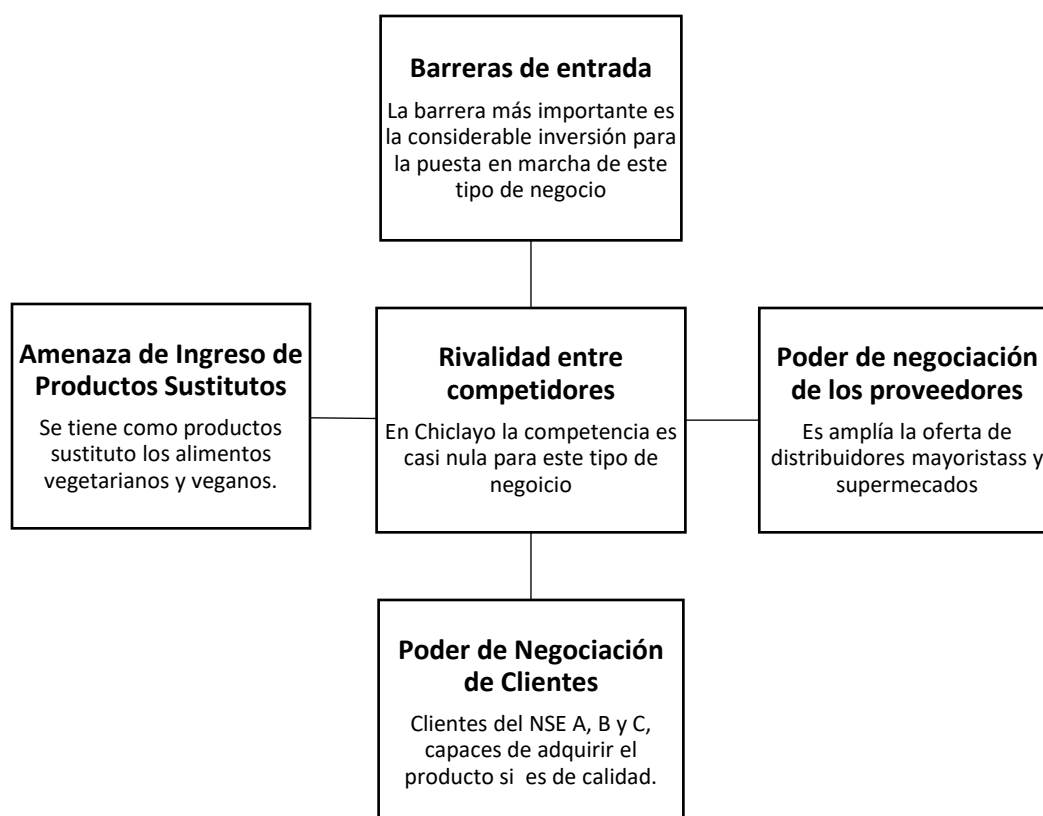 Barreras de entrada
La barrera más importante es
la considerable inversión para
la puesta en marcha de este
tipo de negocio
Amenaza de Ingreso de
Productos Sustitutos
Se tiene como productos
sustituto los alimentos
vegetarianos y veganos.
Rivalidad entre
competidores
En Chiclayo la competencia es
casi nula para este tipo de
negoicio
Poder de negociación
de los proveedores
Es amplía la oferta de
distribuidores mayoristass y
supermecados
Poder de Negociación
de Clientes
Clientes del NSE A, B y C,
capaces de adquirir el
producto si  es de calidad.